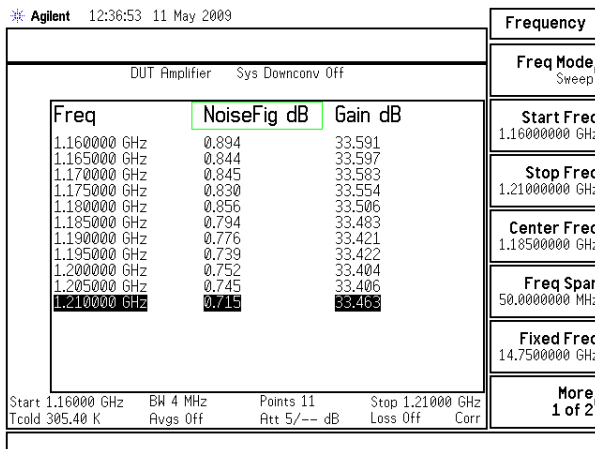 Agilent 12:36:53 11 May 2009
DUT Amplifier Sys Downconv Off
Freq NoiseFig dB Gain dB
1.160000 GHz 0.894 33.591
1.165000 GHz 0.844 33.597
1.170000 GHz 0.845 33.583
1.175000 GHz 0.830 33.554
1.180000 GHz 0.856 33.506
1.185000 GHz 0.794 33.483
1.190000 GHz 0.776 33.421
1.195000 GHz 0.739 33.422
1.200000 GHz 0.752 33.404
1.205000 GHz 0.745 33.406
1.210000 GHz 0.715 33.463
Start 1.16000 GHz BW 4 MHz Points 11 Stop 1.21000 GHz
Tcold 305.40 K Avgs Off Att 5/-- dB Loss Off Corr
Frequency
Freq Mode
Sweep
Start Freq
1.16000000 GHz
Stop Freq
1.21000000 GHz
Center Freq
1.18500000 GHz
Freq Span
50.0000000 MHz
Fixed Freq
14.7500000 GHz
More
1 of 2